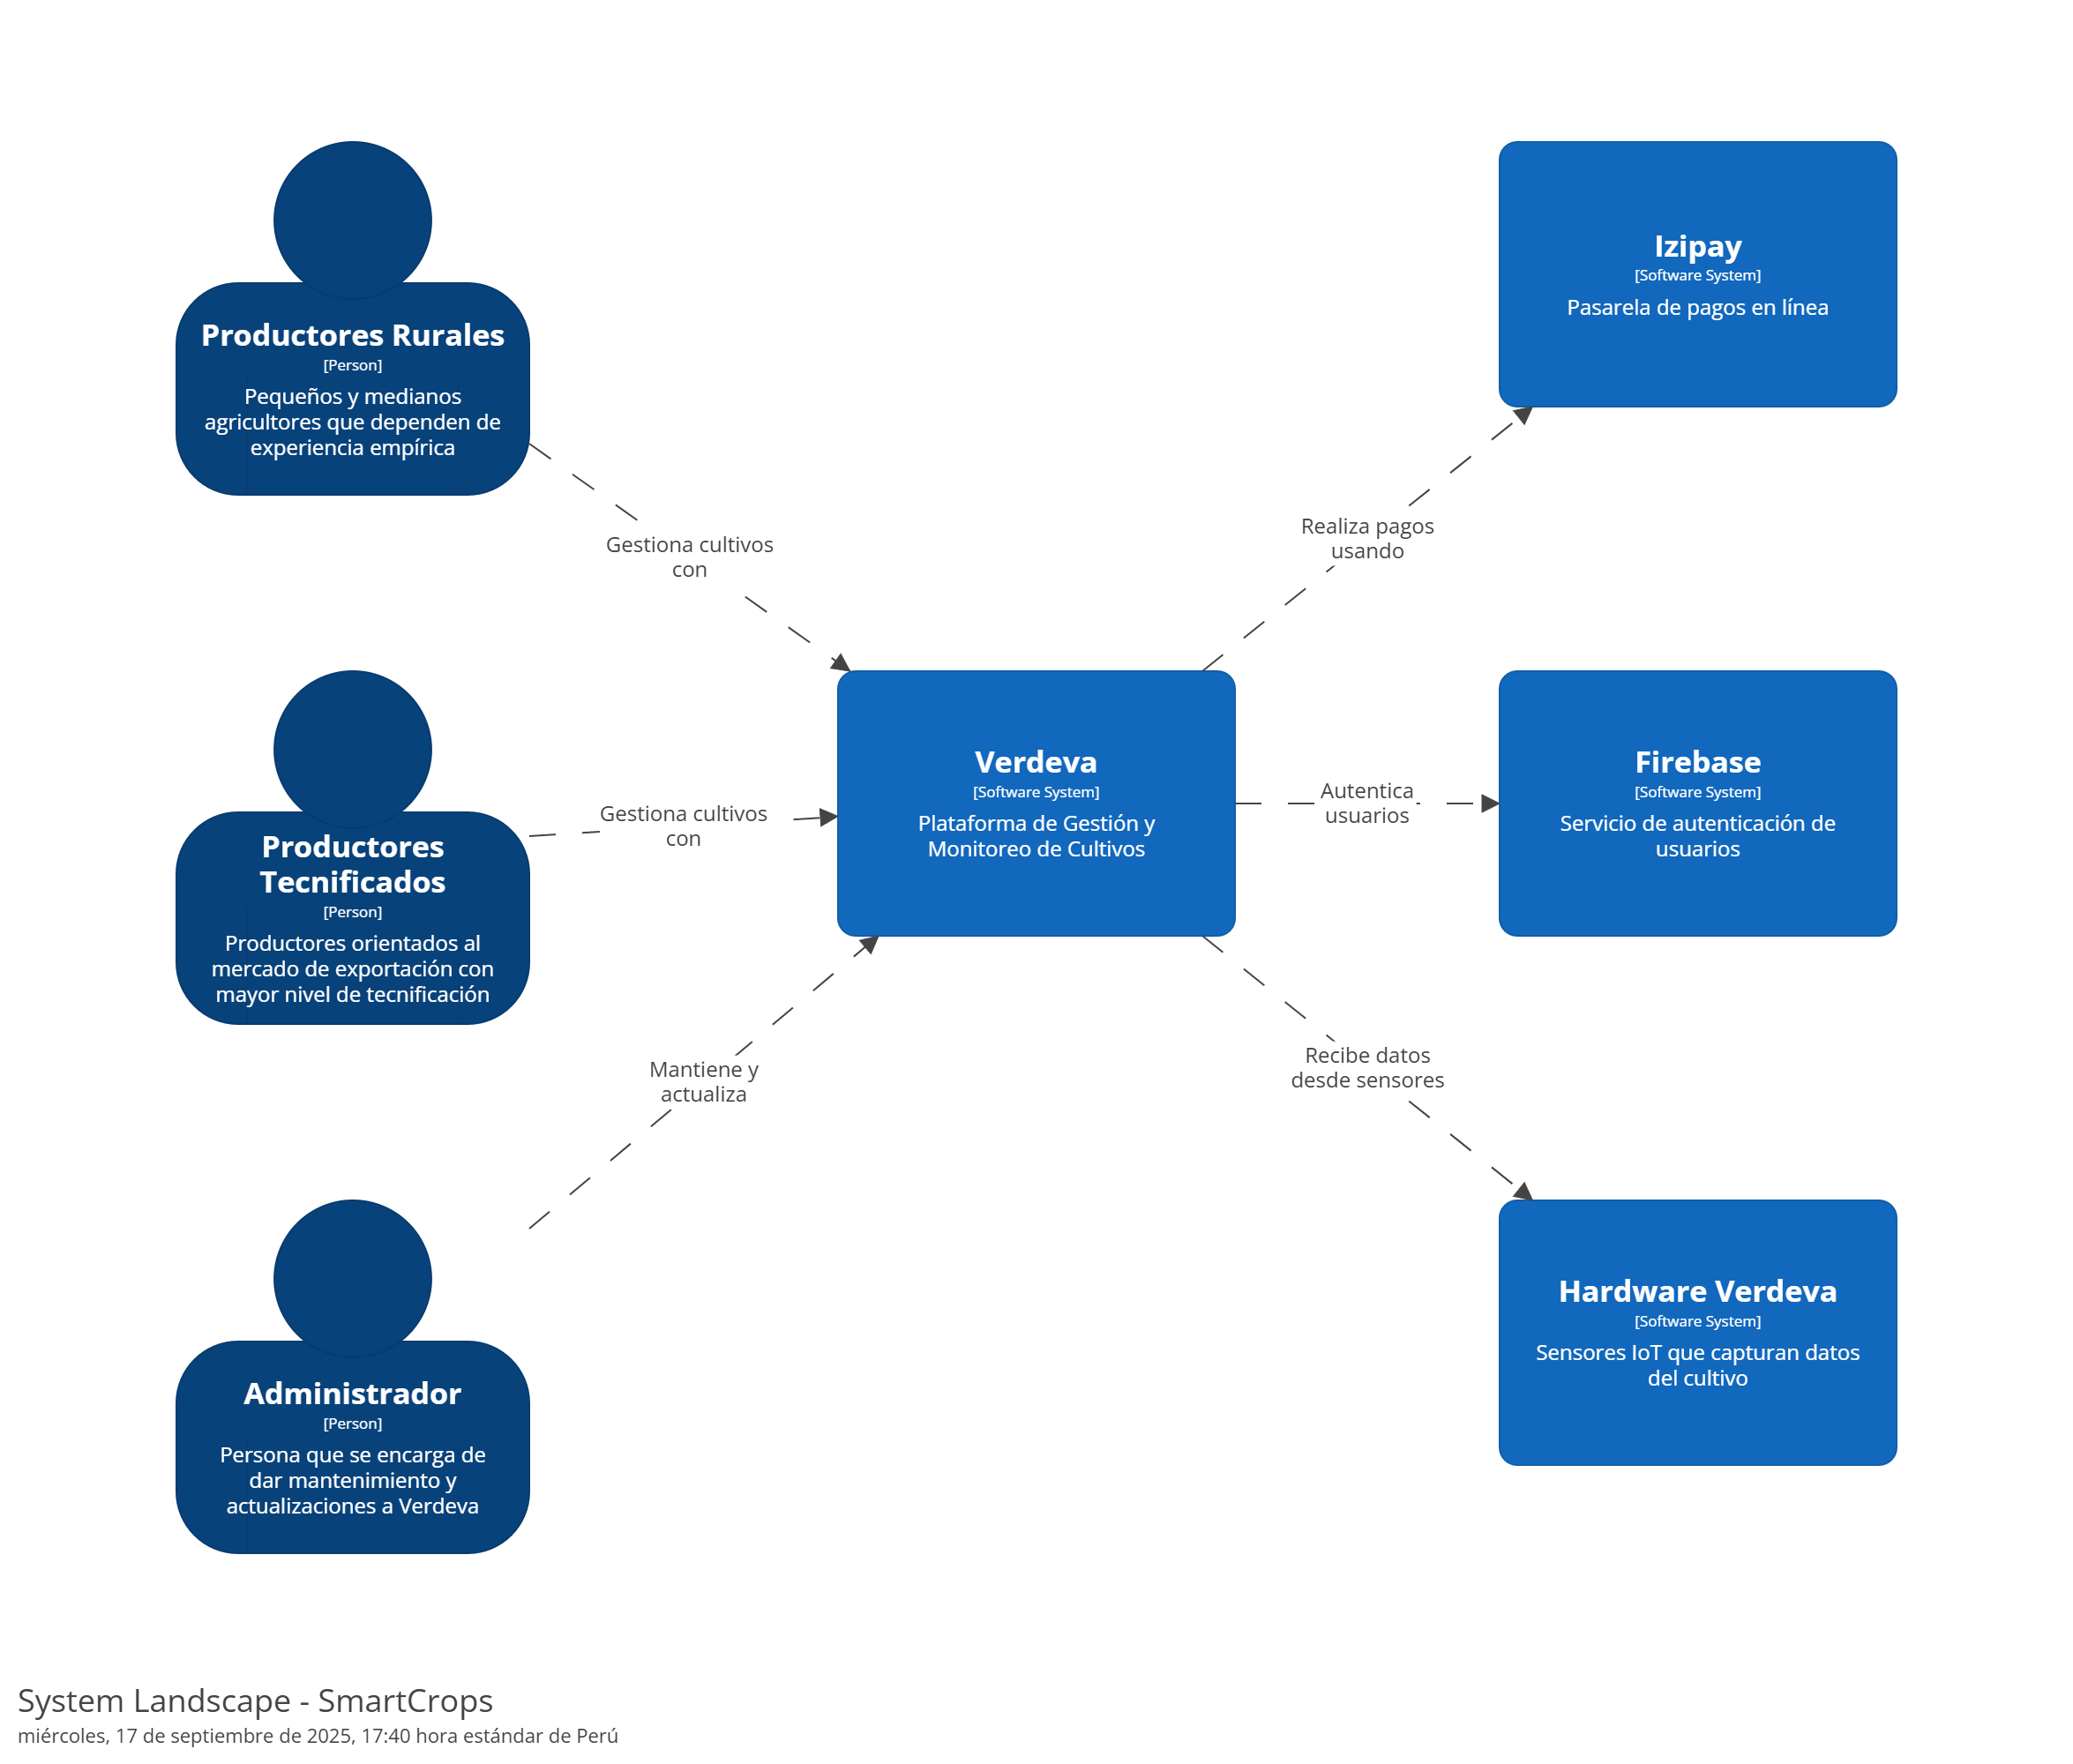 Productores Rurales
[Person]
Pequeños y medianos
agricultores que dependen de
experiencia empírica
Gestiona cultivos
con
Productores
Tecnificados
[Person]
Productores orientados al
mercado de exportación con
mayor nivel de tecnificación
Gestiona cultivos
con
Administrador
[Person]
Persona que se encarga de
dar mantenimiento y
actualizaciones a Verdeva
Mantiene y
actualiza
Verdeva
[Software System]
Plataforma de Gestión y
Monitoreo de Cultivos
Realiza pagos
usando
Izipay
[Software System]
Pasarela de pagos en línea
Autentica
usuarios
Firebase
[Software System]
Servicio de autenticación de
usuarios
Recibe datos
desde sensores
Hardware Verdeva
[Software System]
Sensores IoT que capturan datos
del cultivo
System Landscape - SmartCrops
miércoles, 17 de septiembre de 2025, 17:40 hora estándar de Perú